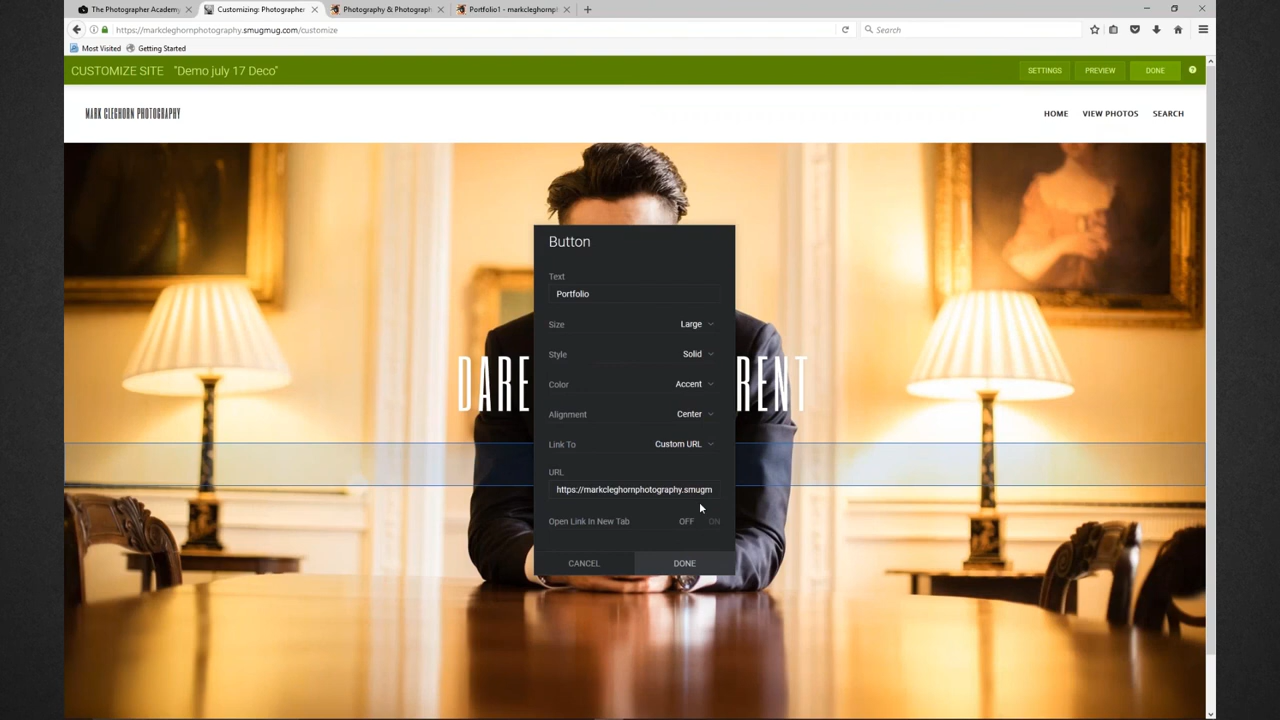 The Photographer Academy
Customizing: Photographer
Photography & Photograph
Portfolio1 - markcleghornp
https://markcleghornphotography.smugmug.com/customize
Search
Most Visited
Getting Started
CUSTOMIZE SITE "Demo july 17 Deco"
SETTINGS
PREVIEW
DONE
MARK CLEGHORN PHOTOGRAPHY
HOME
VIEW PHOTOS
SEARCH
DARE
RENT
Button
Text
Portfolio
Size
Large
Style
Solid
Color
Accent
Alignment
Center
Link To
Custom URL
URL
https://markcleghornphotography.smugm
Open Link In New Tab
OFF
ON
CANCEL
DONE